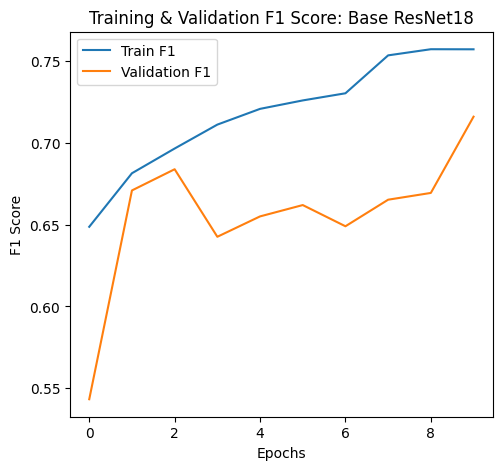 Training & Validation F1 Score: Base ResNet18
Train F1
Validation F1
F1 Score
0.75
0.70
0.65
0.60
0.55
0 2 4 6 8
Epochs